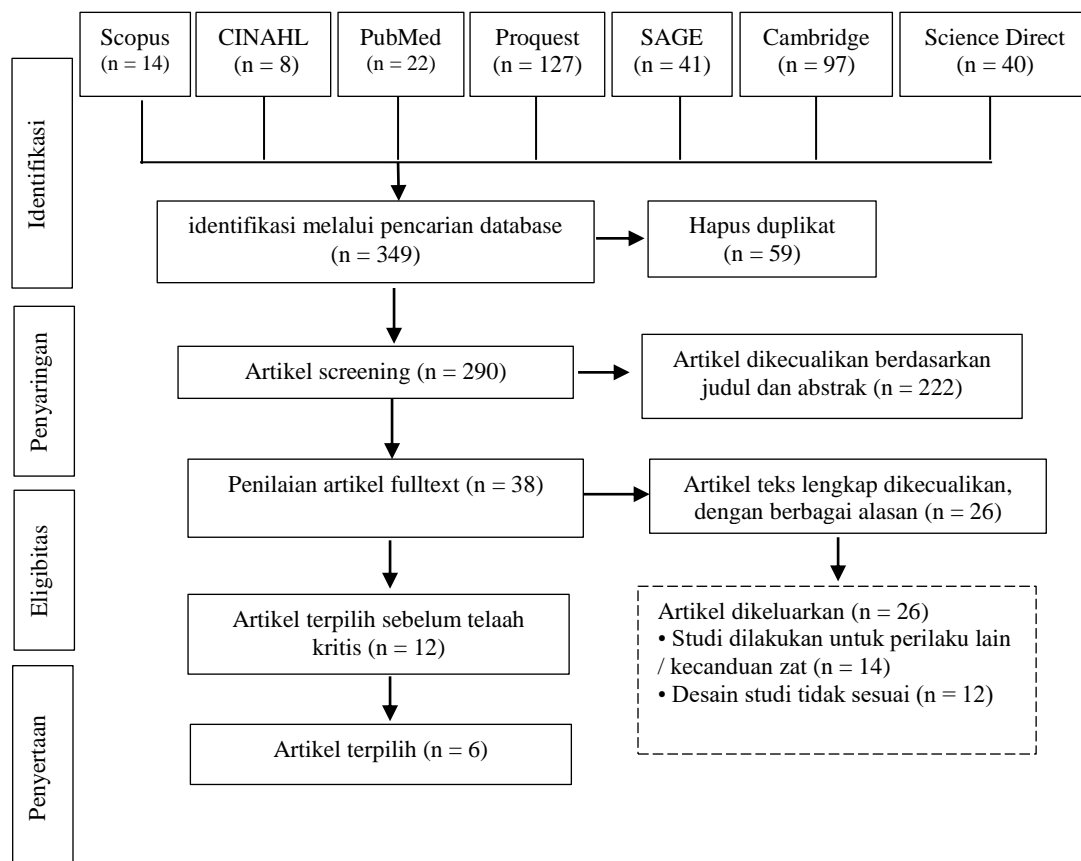 Scopus
(n = 14)
CINAHL
(n = 8)
PubMed
(n = 22)
Proquest
(n = 127)
SAGE
(n = 41)
Cambridge
(n = 97)
Science Direct
(n = 40)
Identifikasi
identifikasi melalui pencarian database
(n = 349)
Hapus duplikat
(n = 59)
Penyaringan
Artikel screening (n = 290)
Artikel dikecualikan berdasarkan
judul dan abstrak (n = 222)
Penilaian artikel fulltext (n = 38)
Artikel teks lengkap dikecualikan,
dengan berbagai alasan (n = 26)
Eligibitas
Artikel terpilih sebelum telaah
kritis (n = 12)
Artikel dikeluarkan (n = 26)
• Studi dilakukan untuk perilaku lain
/ kecanduan zat (n = 14)
• Desain studi tidak sesuai (n = 12)
Penyertaan
Artikel terpilih (n = 6)